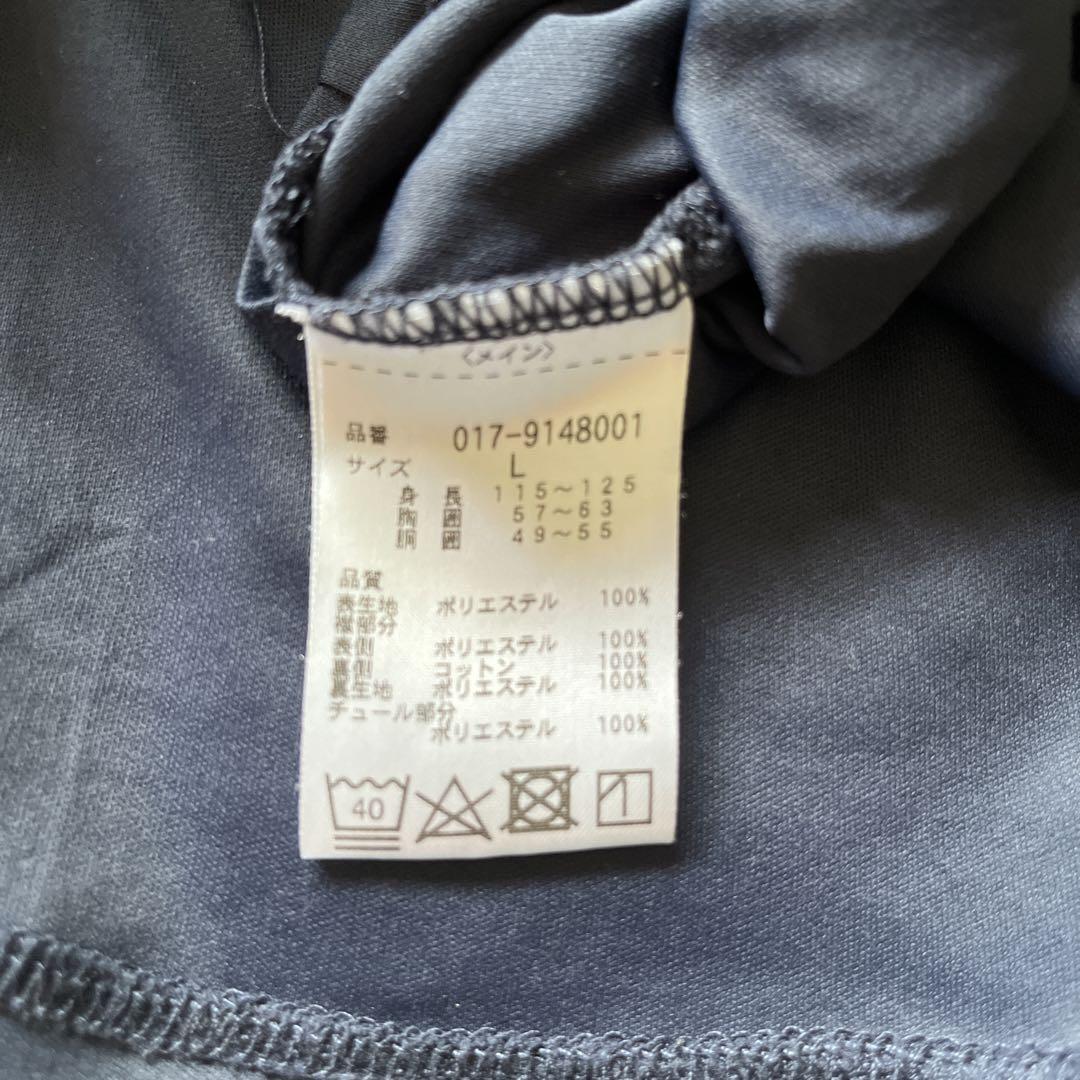 〈メイン〉
品番 017-9148001
サイズ L
身長 115～125
胸囲 57～63
胴囲 49～55
品質
表生地 ポリエステル 100%
襟部分
表側 ポリエステル 100%
裏側 コットン 100%
裏生地 ポリエステル 100%
チュール部分
ポリエステル 100%
40